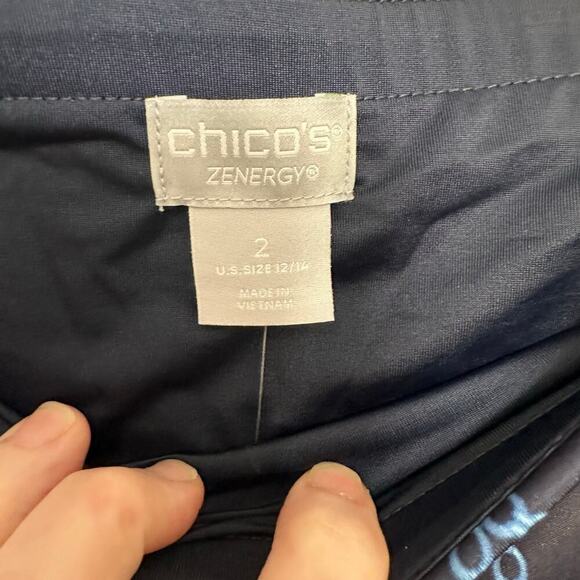 chico's®
ZENERGY®
2
U.S. SIZE 12/14
MADE IN
VIETNAM